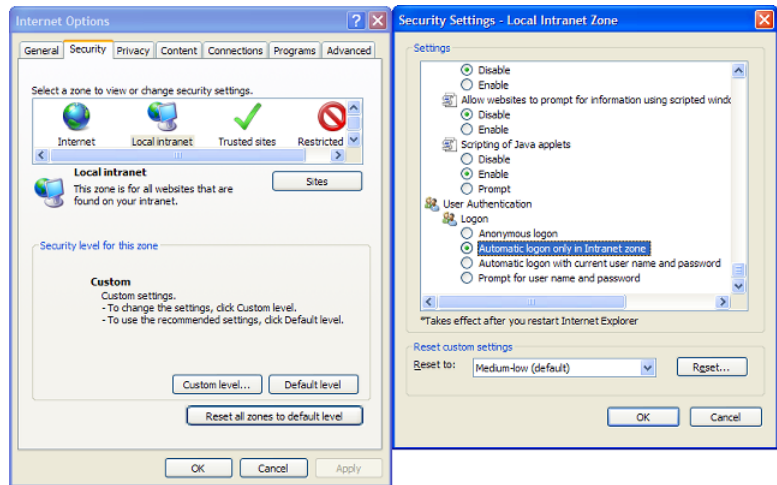 Internet Options
General Security Privacy Content Connections Programs Advanced
Select a zone to view or change security settings.
Internet Local intranet Trusted sites Restricted
Local intranet
This zone is for all websites that are
found on your intranet.
Sites
Security level for this zone
Custom
Custom settings.
- To change the settings, click Custom level.
- To use the recommended settings, click Default level.
Custom level... Default level
Reset all zones to default level
OK Cancel Apply
Security Settings - Local Intranet Zone
Settings
Disable
Enable
Allow websites to prompt for information using scripted windo
Disable
Enable
Scripting of Java applets
Disable
Enable
Prompt
User Authentication
Logon
Anonymous logon
Automatic logon only in Intranet zone
Automatic logon with current user name and password
Prompt for user name and password
*Takes effect after you restart Internet Explorer
Reset custom settings
Reset to: Medium-low (default) Reset...
OK Cancel